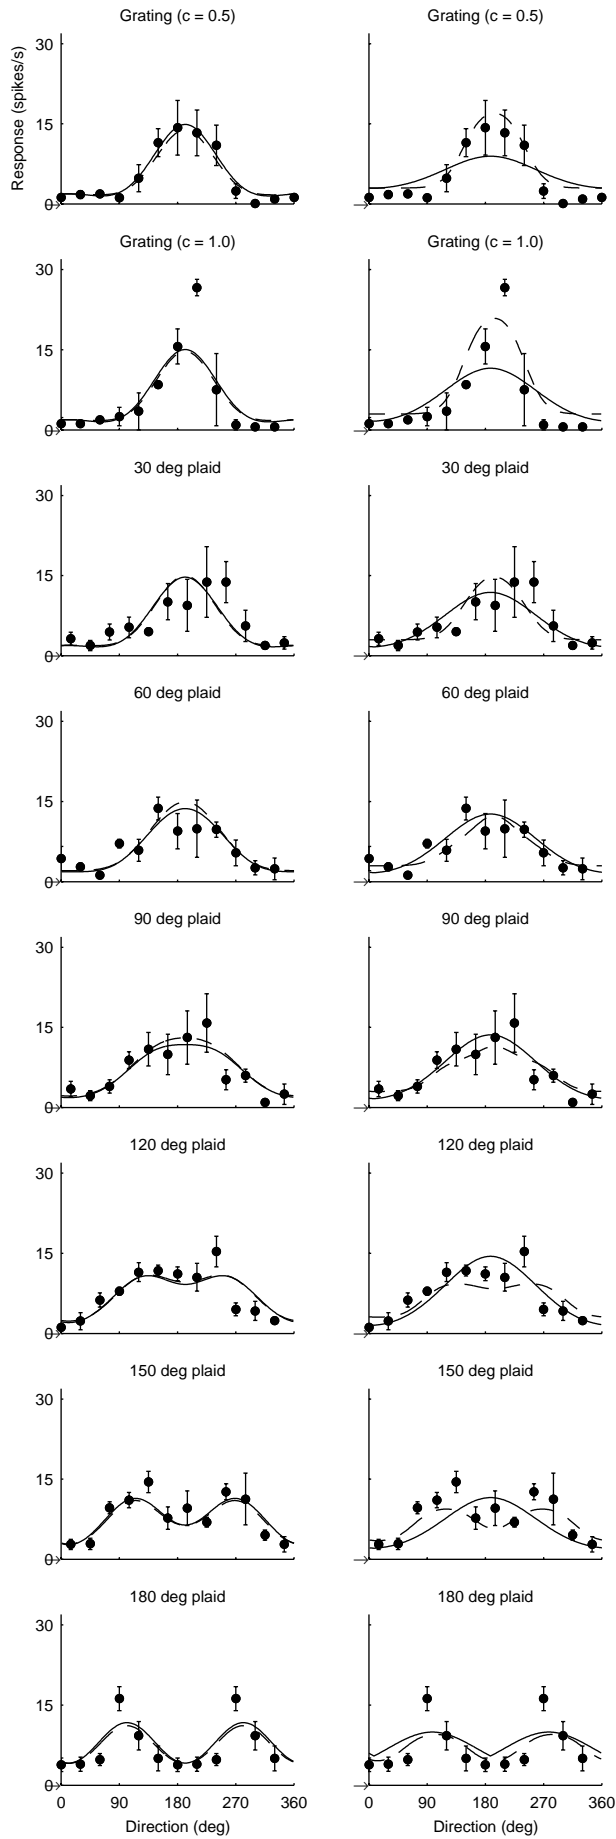 Grating (c = 0.5) Grating (c = 0.5)
30
15
0
Response (spikes/s)
Grating (c = 1.0) Grating (c = 1.0)
30
15
0
30 deg plaid 30 deg plaid
30
15
0
60 deg plaid 60 deg plaid
30
15
0
90 deg plaid 90 deg plaid
30
15
0
120 deg plaid 120 deg plaid
30
15
0
150 deg plaid 150 deg plaid
30
15
0
180 deg plaid 180 deg plaid
30
15
0
0 90 180 270 360 0 90 180 270 360
Direction (deg) Direction (deg)